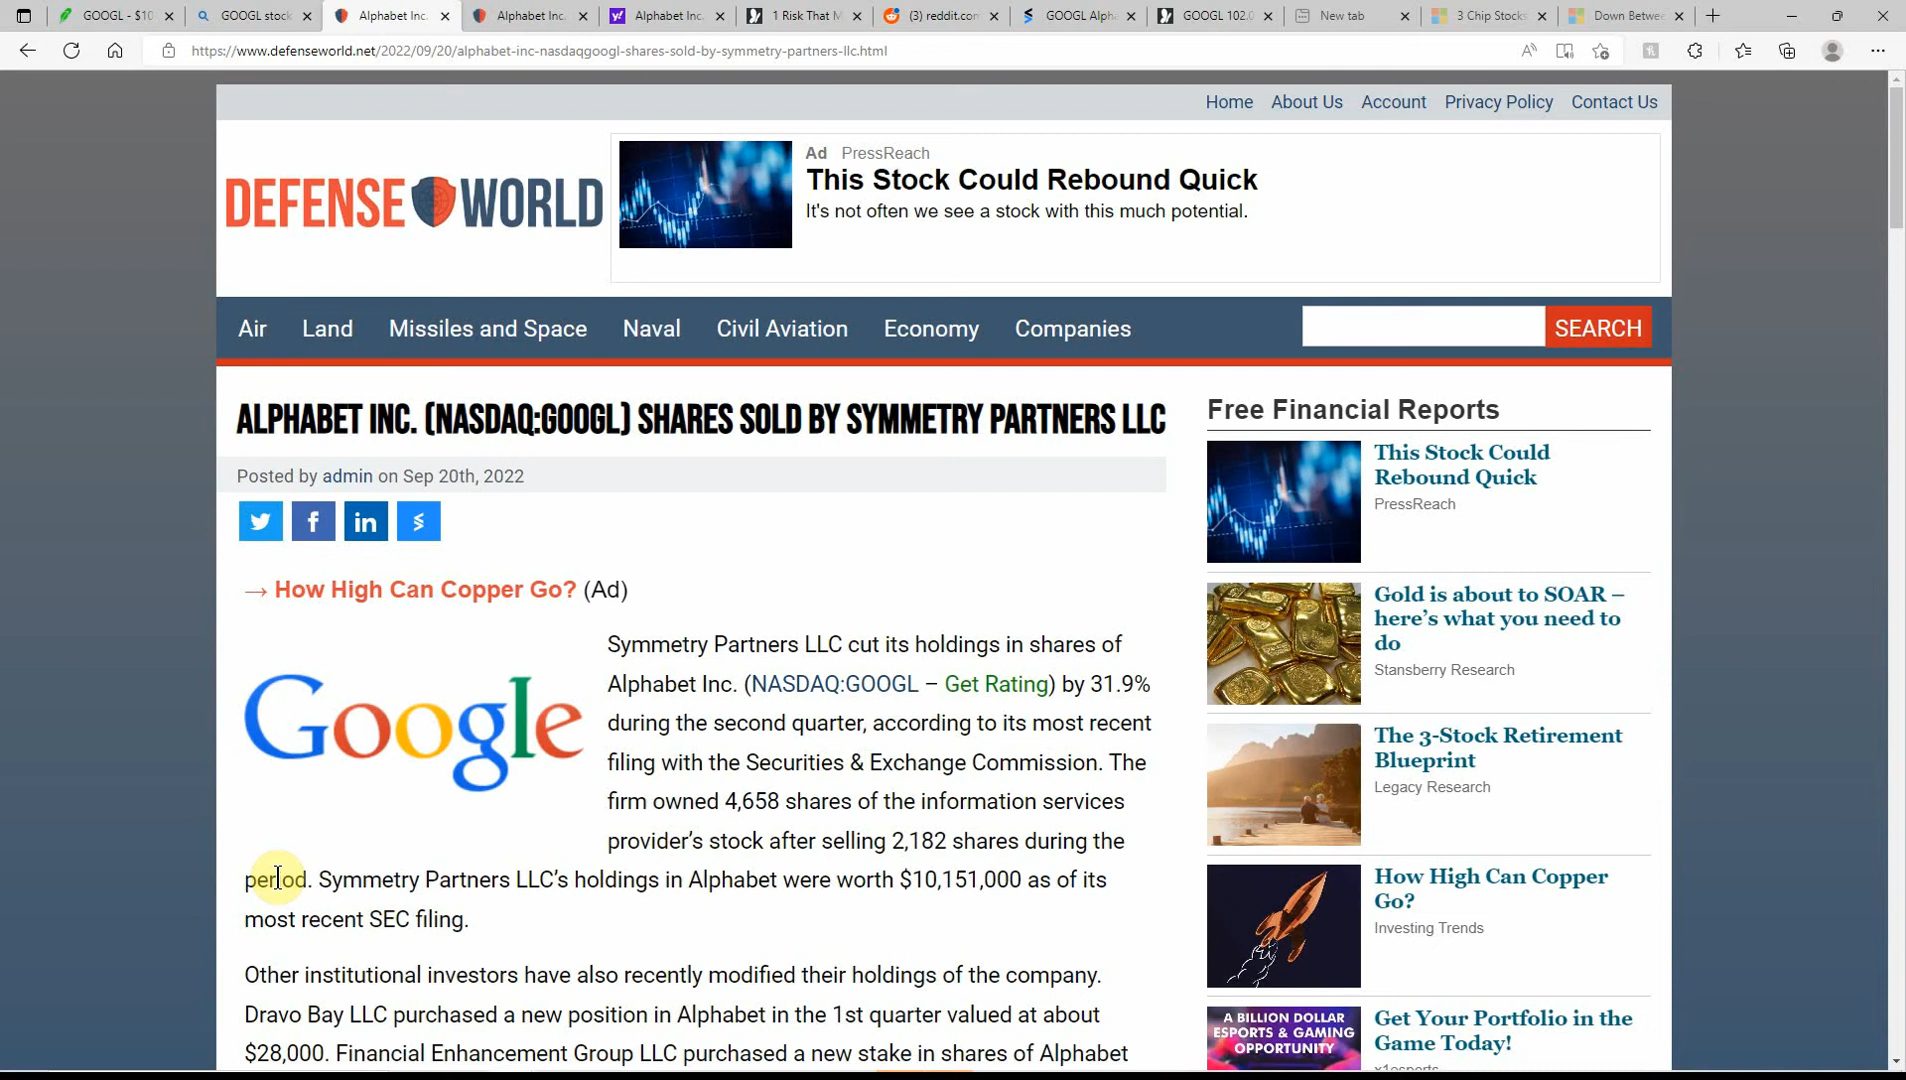 GOOGL - $10
GOOGL stock
Alphabet Inc.
Alphabet Inc.
Alphabet Inc.
1 Risk That M
(3) reddit.com
GOOGL Alpha
GOOGL 102.0
New tab
3 Chip Stocks
Down Betwee
https://www.defenseworld.net/2022/09/20/alphabet-inc-nasdaqgoogl-shares-sold-by-symmetry-partners-llc.html
Home About Us Account Privacy Policy Contact Us
DEFENSE WORLD
Ad PressReach
This Stock Could Rebound Quick
It's not often we see a stock with this much potential.
Air Land Missiles and Space Naval Civil Aviation Economy Companies SEARCH
ALPHABET INC. (NASDAQ:GOOGL) SHARES SOLD BY SYMMETRY PARTNERS LLC
Posted by admin on Sep 20th, 2022
→ How High Can Copper Go? (Ad)
Google
Symmetry Partners LLC cut its holdings in shares of
Alphabet Inc. (NASDAQ:GOOGL – Get Rating) by 31.9%
during the second quarter, according to its most recent
filing with the Securities & Exchange Commission. The
firm owned 4,658 shares of the information services
provider's stock after selling 2,182 shares during the
period. Symmetry Partners LLC's holdings in Alphabet were worth $10,151,000 as of its
most recent SEC filing.
Other institutional investors have also recently modified their holdings of the company.
Dravo Bay LLC purchased a new position in Alphabet in the 1st quarter valued at about
$28,000. Financial Enhancement Group LLC purchased a new stake in shares of Alphabet
Free Financial Reports
This Stock Could
Rebound Quick
PressReach
Gold is about to SOAR –
here's what you need to
do
Stansberry Research
The 3-Stock Retirement
Blueprint
Legacy Research
How High Can Copper
Go?
Investing Trends
A BILLION DOLLAR
ESPORTS & GAMING
OPPORTUNITY
Get Your Portfolio in the
Game Today!
x1esports